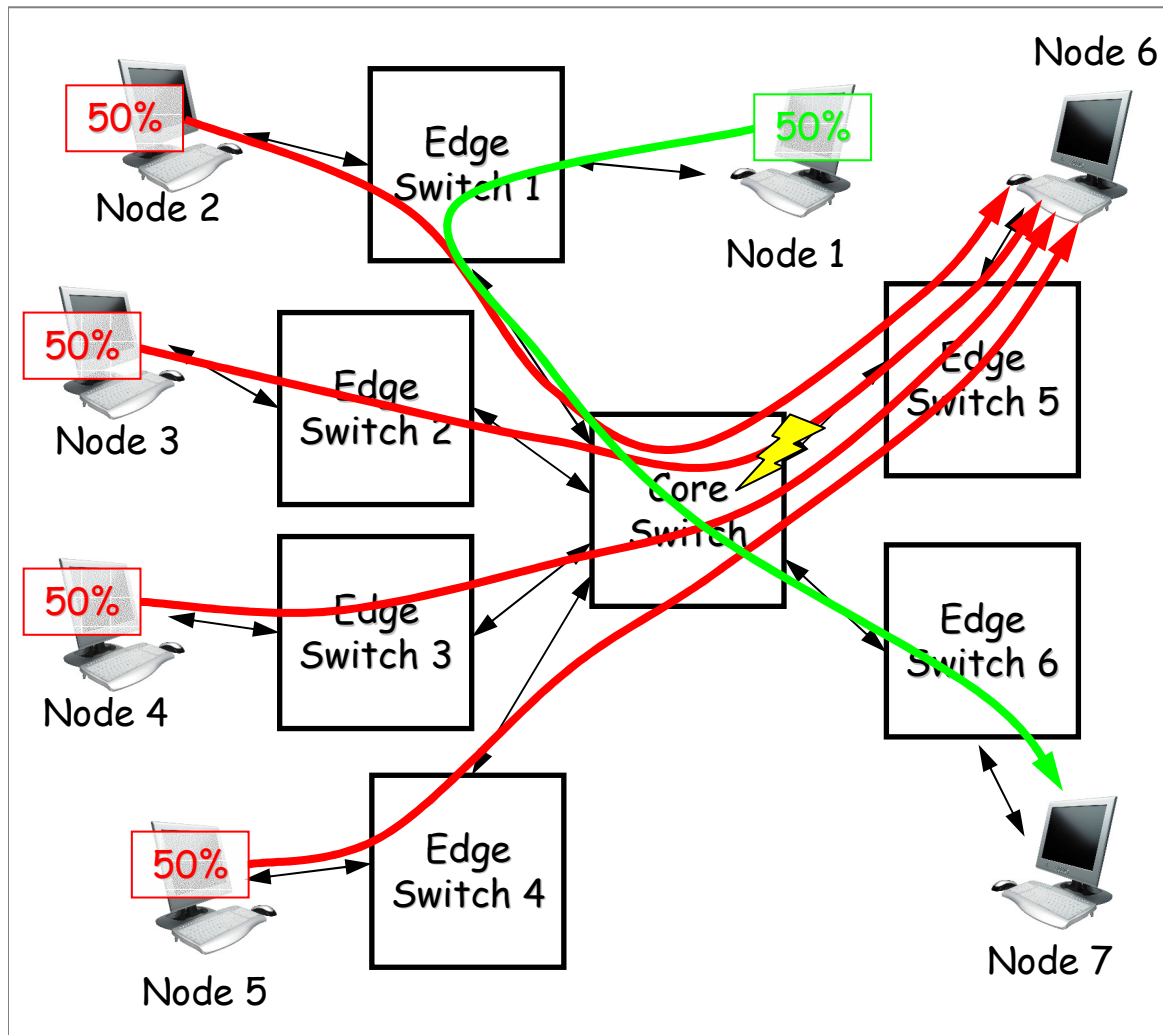 Node 6
50%
Edge
Switch 1
50%
Node 2
Node 1
50%
Edge
Switch 2
Node 3
Edge
Switch 5
Core
Switch
50%
Edge
Switch 3
Node 4
Edge
Switch 6
50%
Edge
Switch 4
Node 5
Node 7